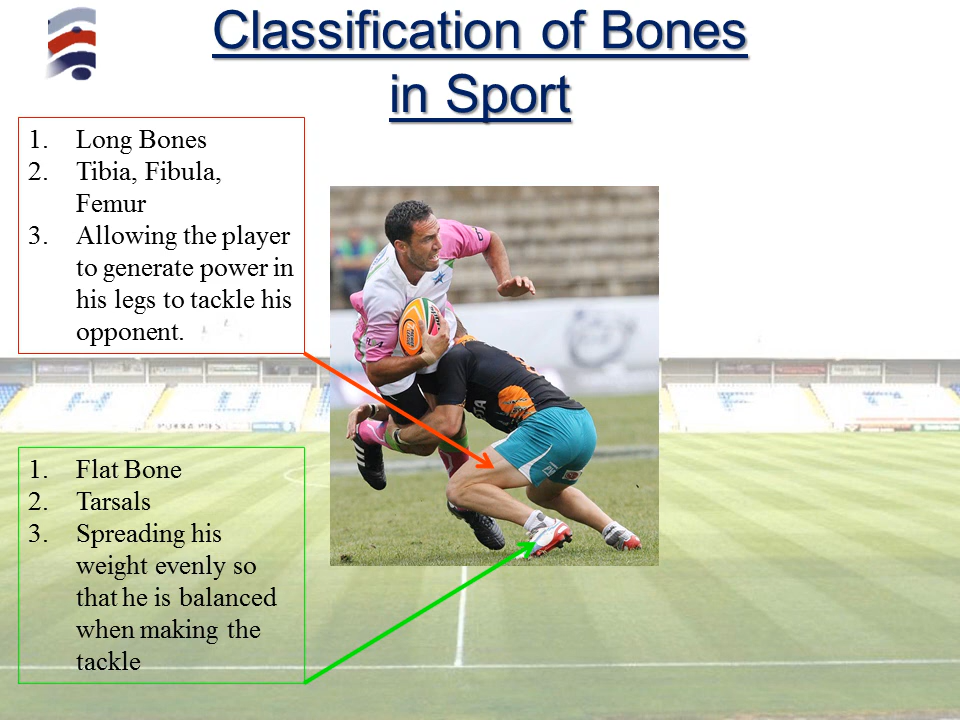 Classification of Bones
in Sport
1. Long Bones
2. Tibia, Fibula,
Femur
3. Allowing the player
to generate power in
his legs to tackle his
opponent.
1. Flat Bone
2. Tarsals
3. Spreading his
weight evenly so
that he is balanced
when making the
tackle